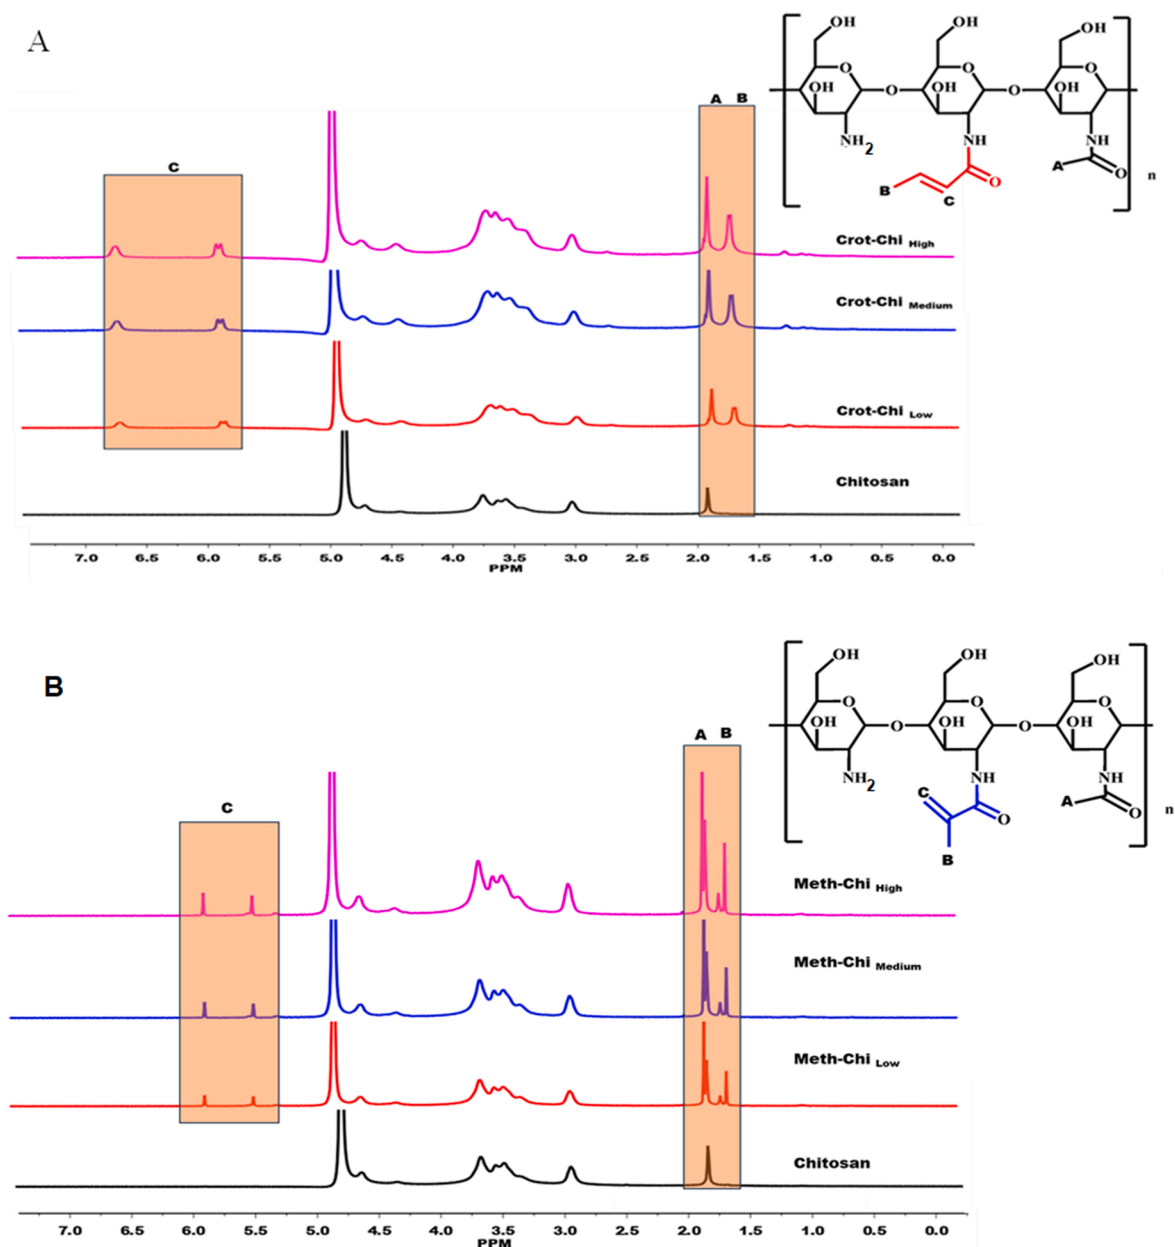 A
OH OH OH
O O O
OH O OH O OH
A B
NH2 NH NH
A O
B O
C n
C
Crot-Chi High
Crot-Chi Medium
Crot-Chi Low
Chitosan
7.0 6.5 6.0 5.5 5.0 4.5 4.0 3.5 3.0 2.5 2.0 1.5 1.0 0.5 0.0
PPM
B
OH OH OH
O O O
OH O OH O OH
A B
NH2 NH NH
C A O
O n
B
C
Meth-Chi High
Meth-Chi Medium
Meth-Chi Low
Chitosan
7.0 6.5 6.0 5.5 5.0 4.5 4.0 3.5 3.0 2.5 2.0 1.5 1.0 0.5 0.0
PPM